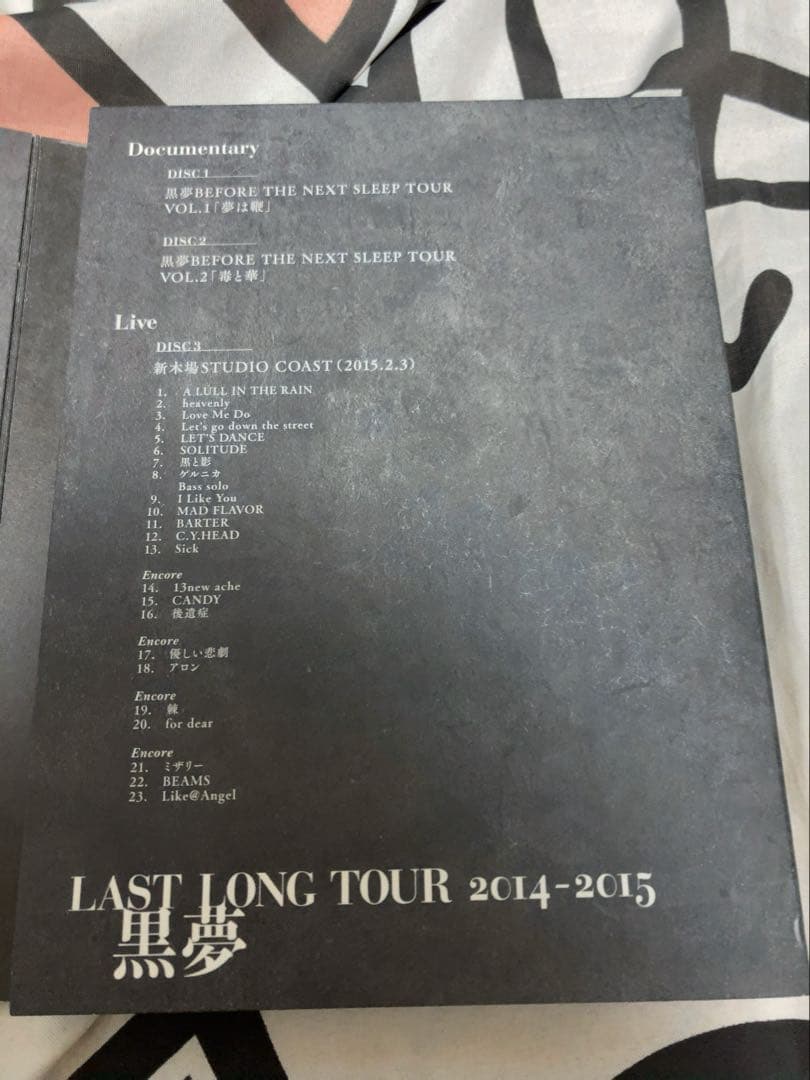 Documentary
DISC 1
黒夢BEFORE THE NEXT SLEEP TOUR
VOL.1「夢は鞭」
DISC 2
黒夢BEFORE THE NEXT SLEEP TOUR
VOL.2「毒と華」
Live
DISC 3
新木場STUDIO COAST(2015.2.3)
1. A LULL IN THE RAIN
2. heavenly
3. Love Me Do
4. Let's go down the street
5. LET'S DANCE
6. SOLITUDE
7. 黒と影
8. ゲルニカ
Bass solo
9. I Like You
10. MAD FLAVOR
11. BARTER
12. C.Y.HEAD
13. Sick
Encore
14. 13new ache
15. CANDY
16. 後遺症
Encore
17. 優しい悲劇
18. アロン
Encore
19. 棘
20. for dear
Encore
21. ミザリー
22. BEAMS
23. Like@Angel
LAST LONG TOUR 2014-2015
黒夢